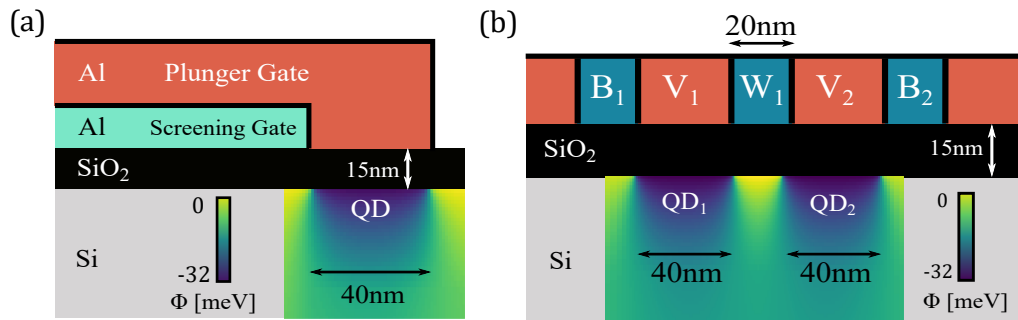 (a)
Al
Plunger Gate
Al
Screening Gate
SiO₂
15nm
QD
Si
0
-32
Φ [meV]
40nm
(b)
20nm
B₁
V₁
W₁
V₂
B₂
SiO₂
15nm
QD₁
QD₂
Si
40nm
40nm
0
-32
Φ [meV]